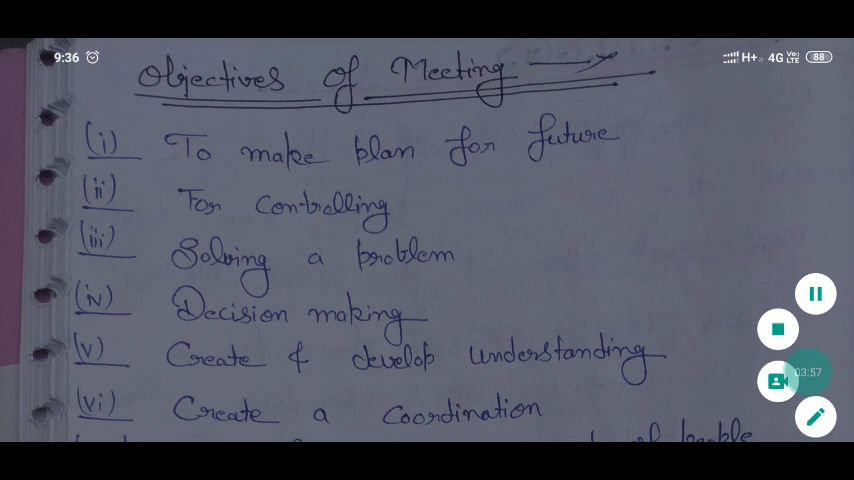 9:36
H+ 4G VoLTE 88
Objectives of Meeting
(i) To make plan for future
(ii) For controlling
(iii) Solving a problem
(iv) Decision making
(v) Create & develop understanding
(vi) Create a coordination
03:57